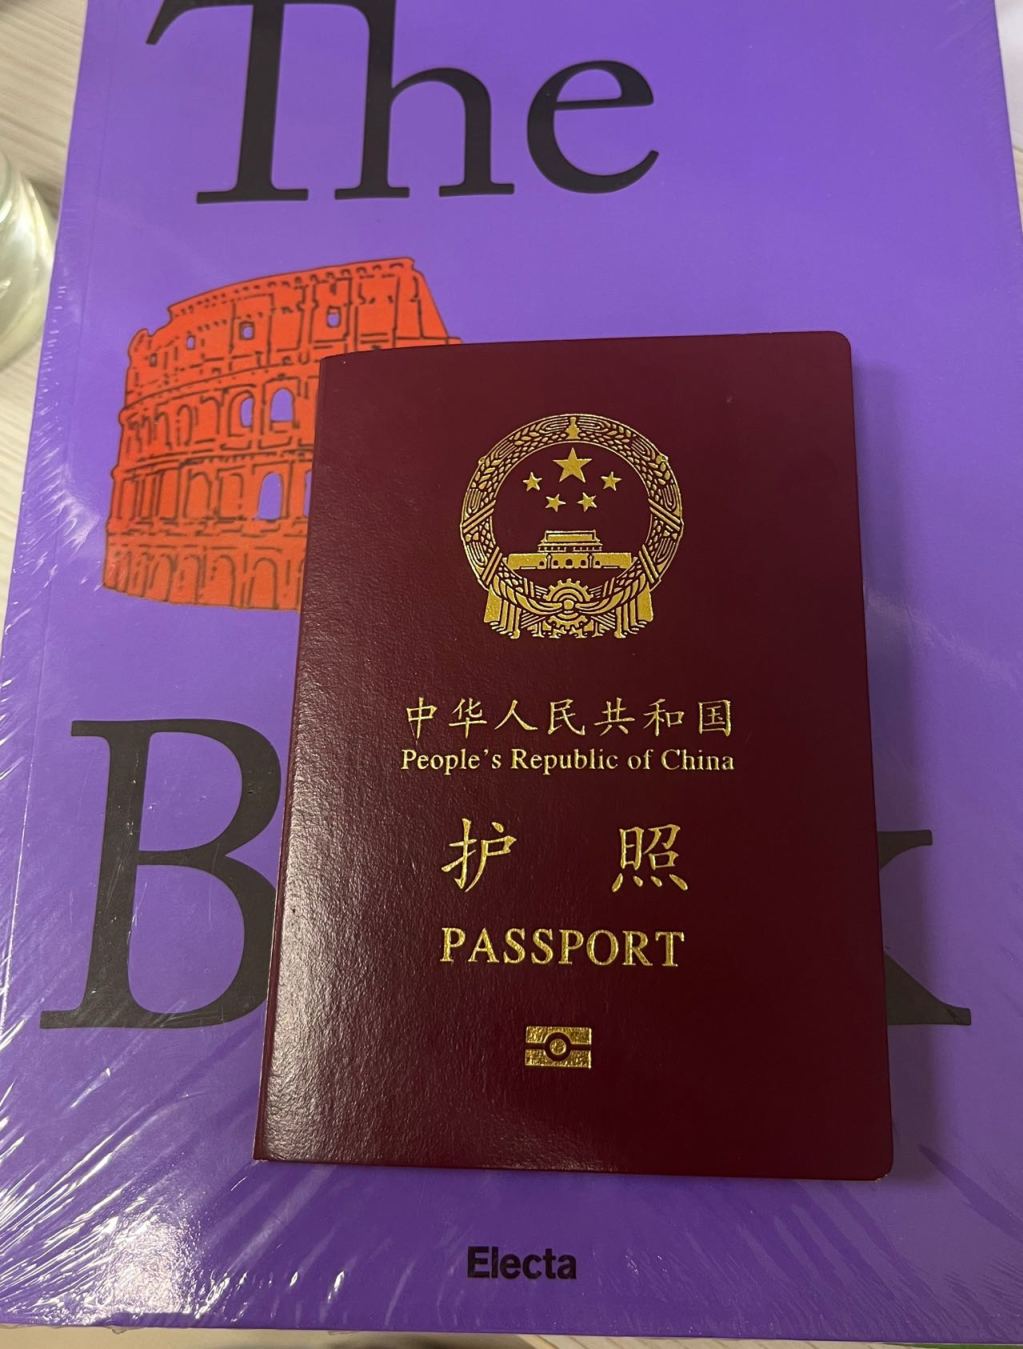 The
中华人民共和国
People's Republic of China
护照
PASSPORT
Electa